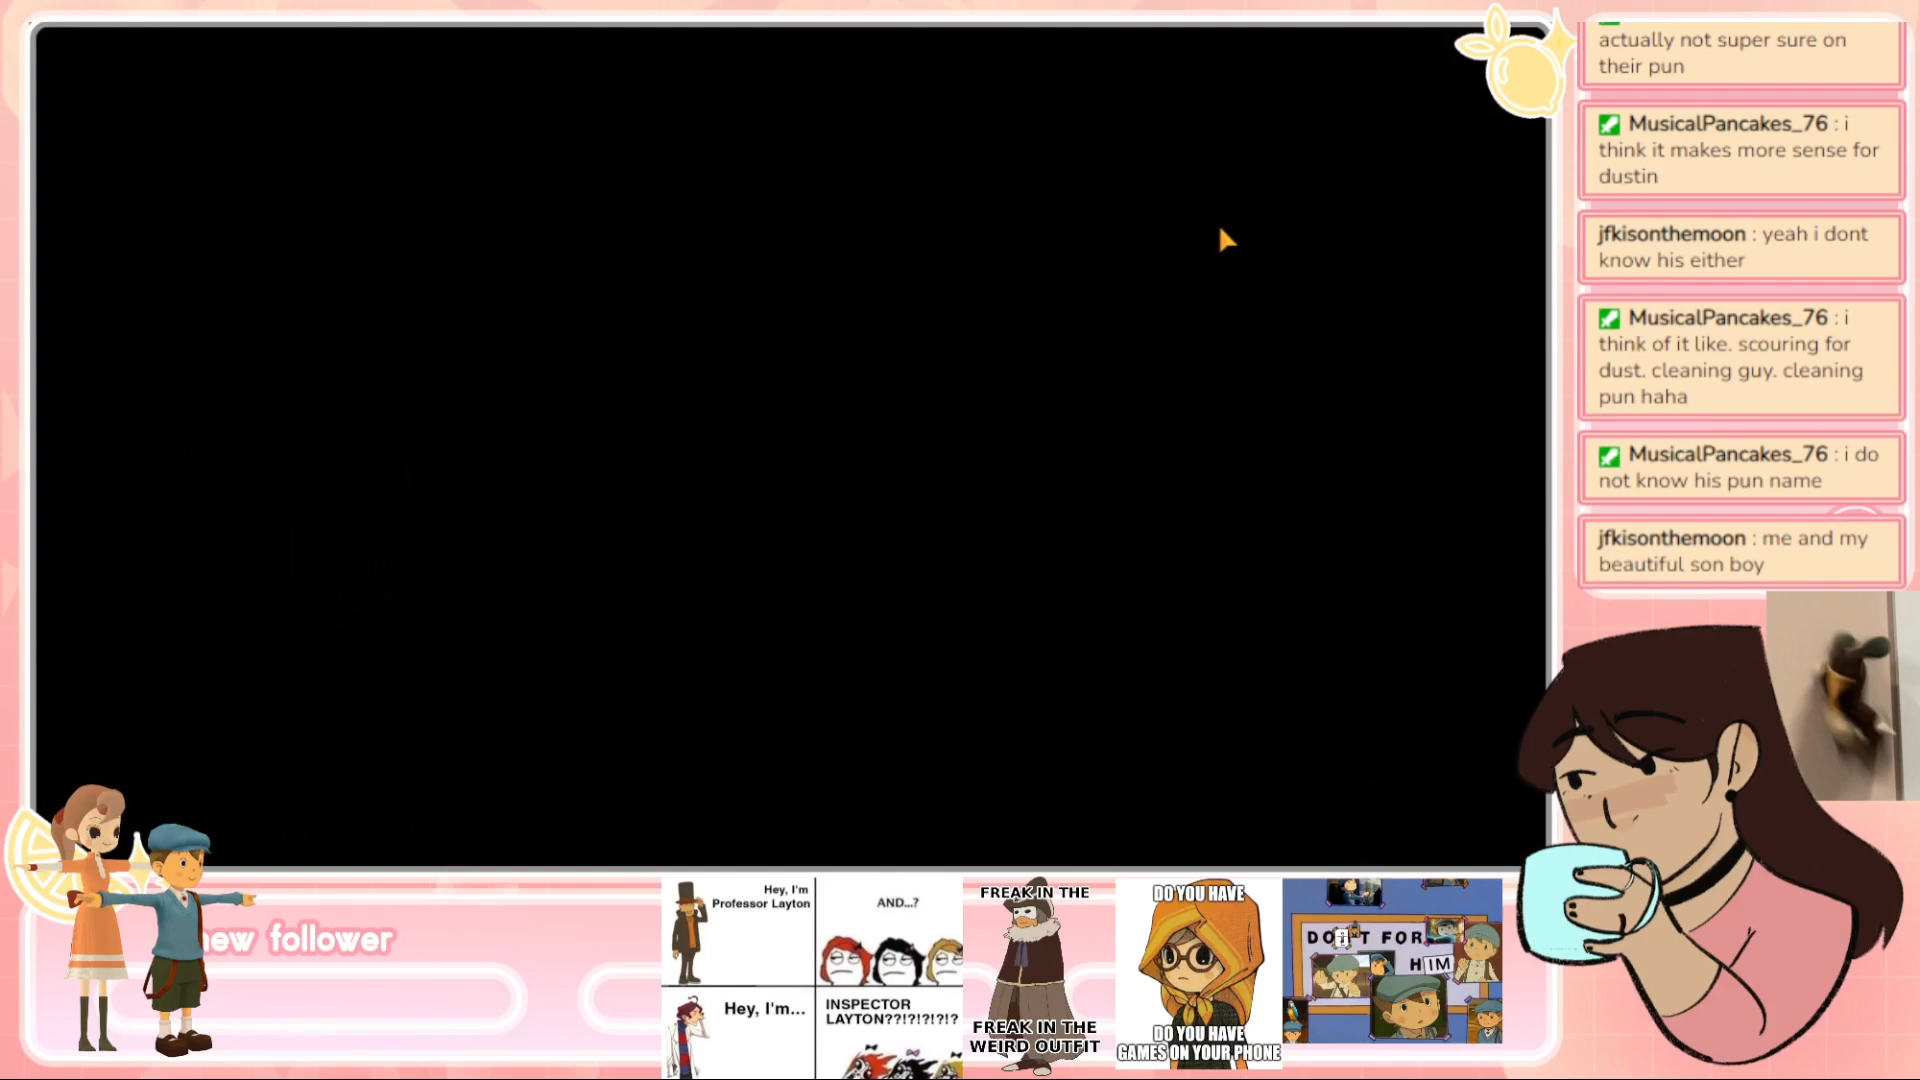 actually not super sure on
their pun
MusicalPancakes_76 : i
think it makes more sense for
dustin
jfkisonthemoon : yeah i dont
know his either
MusicalPancakes_76 : i
think of it like. scouring for
dust. cleaning guy. cleaning
pun haha
MusicalPancakes_76 : i do
not know his pun name
jfkisonthemoon : me and my
beautiful son boy
new follower
Hey, I'm
Professor Layton
AND...?
Hey, I'm...
INSPECTOR
LAYTON??!?!?!?!?
FREAK IN THE
FREAK IN THE
WEIRD OUTFIT
DO YOU HAVE
DO YOU HAVE
GAMES ON YOUR PHONE
T FOR
HIM